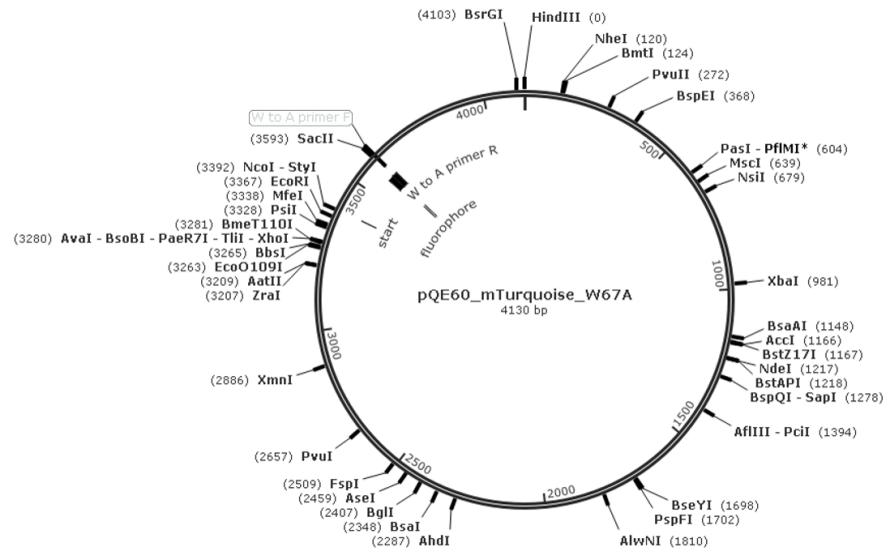 (4103) BsrGI
HindIII (0)
NheI (120)
BmtI (124)
PvuII (272)
BspEI (368)
PasI - PflMI* (604)
MscI (639)
NsiI (679)
XbaI (981)
BsaAI (1148)
AccI (1166)
BstZ17I (1167)
NdeI (1217)
BstAPI (1218)
BspQI - SapI (1278)
AflIII - PciI (1394)
BseYI (1698)
PspFI (1702)
AlwNI (1810)
(2287) AhdI
(2348) BsaI
(2407) BglI
(2459) AseI
(2509) FspI
(2657) PvuI
(2886) XmnI
(3207) ZraI
(3209) AatII
(3263) EcoO109I
(3265) BbsI
(3280) AvaI - BsoBI - PaeR7I - TliI - XhoI
(3281) BmeT110I
(3328) PsiI
(3338) MfeI
(3367) EcoRI
(3392) NcoI - StyI
(3593) SacII
W to A primer F
W to A primer R
fluorophore
start
500
1000
1500
2000
2500
3000
3500
4000
pQE60_mTurquoise_W67A
4130 bp